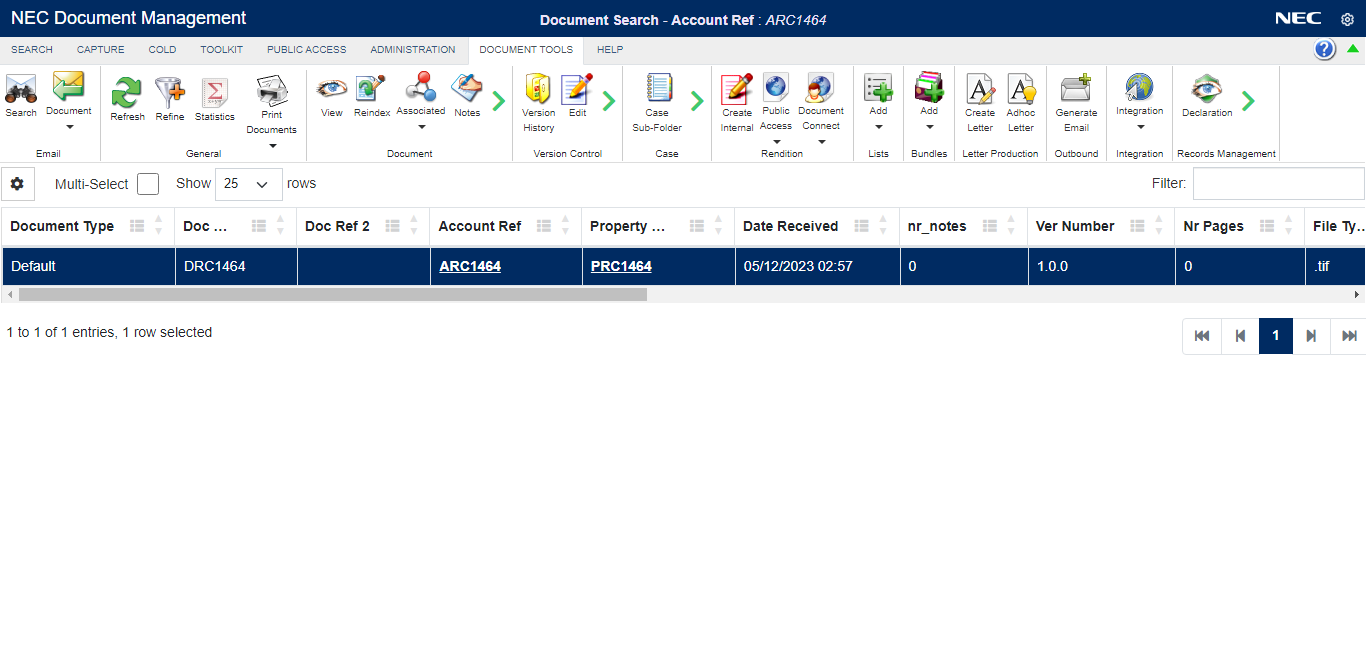 NEC Document Management
Document Search - Account Ref : ARC1464
NEC
SEARCH CAPTURE COLD TOOLKIT PUBLIC ACCESS ADMINISTRATION DOCUMENT TOOLS HELP
?
Search Document
Email
Refresh Refine Statistics Print Documents
General
View Reindex Associated Notes
Document
Version History Edit
Version Control
Case Sub-Folder
Case
Create Internal Public Access Document Connect
Rendition
Add
Lists
Add
Bundles
Create Letter Adhoc Letter
Letter Production
Generate Email
Outbound
Integration
Integration
Declaration
Records Management
Multi-Select Show 25 rows Filter:
Document Type Doc ... Doc Ref 2 Account Ref Property ... Date Received nr_notes Ver Number Nr Pages File Ty...
Default DRC1464 ARC1464 PRC1464 05/12/2023 02:57 0 1.0.0 0 .tif
1 to 1 of 1 entries, 1 row selected
1